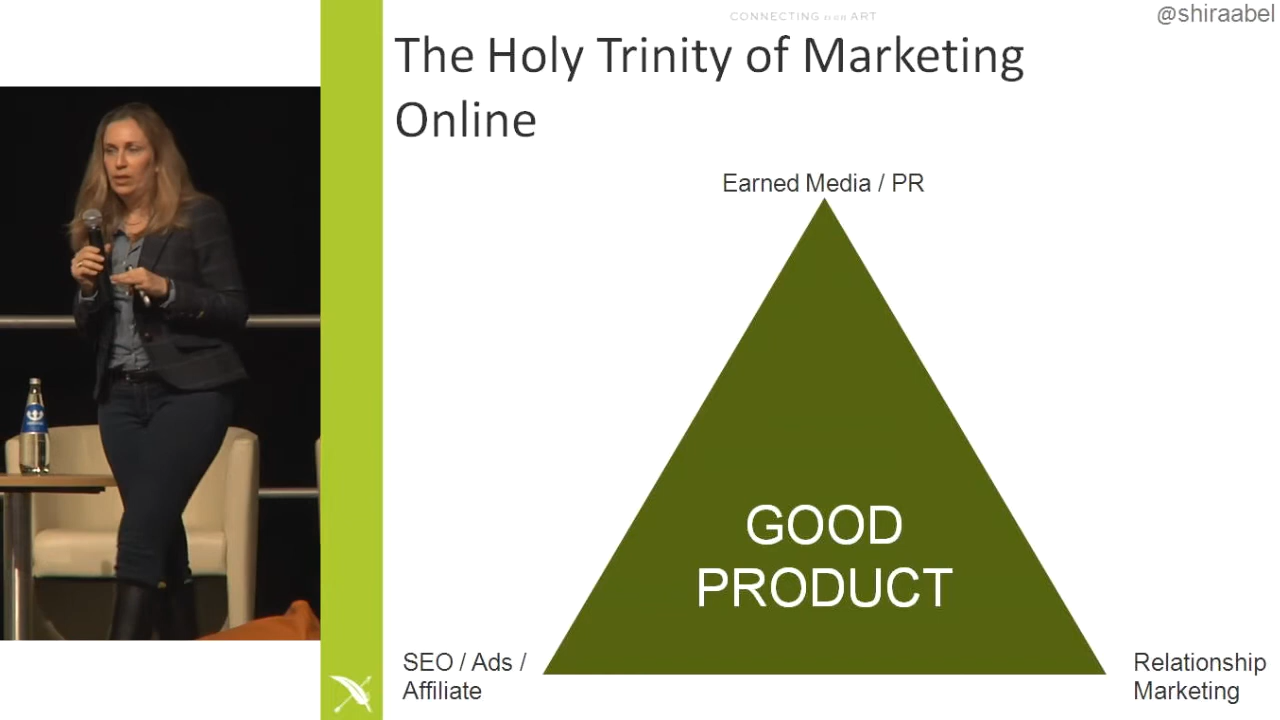 CONNECTING ART
@shiraabel
The Holy Trinity of Marketing
Online
Earned Media / PR
GOOD
PRODUCT
SEO / Ads /
Affiliate
Relationship
Marketing